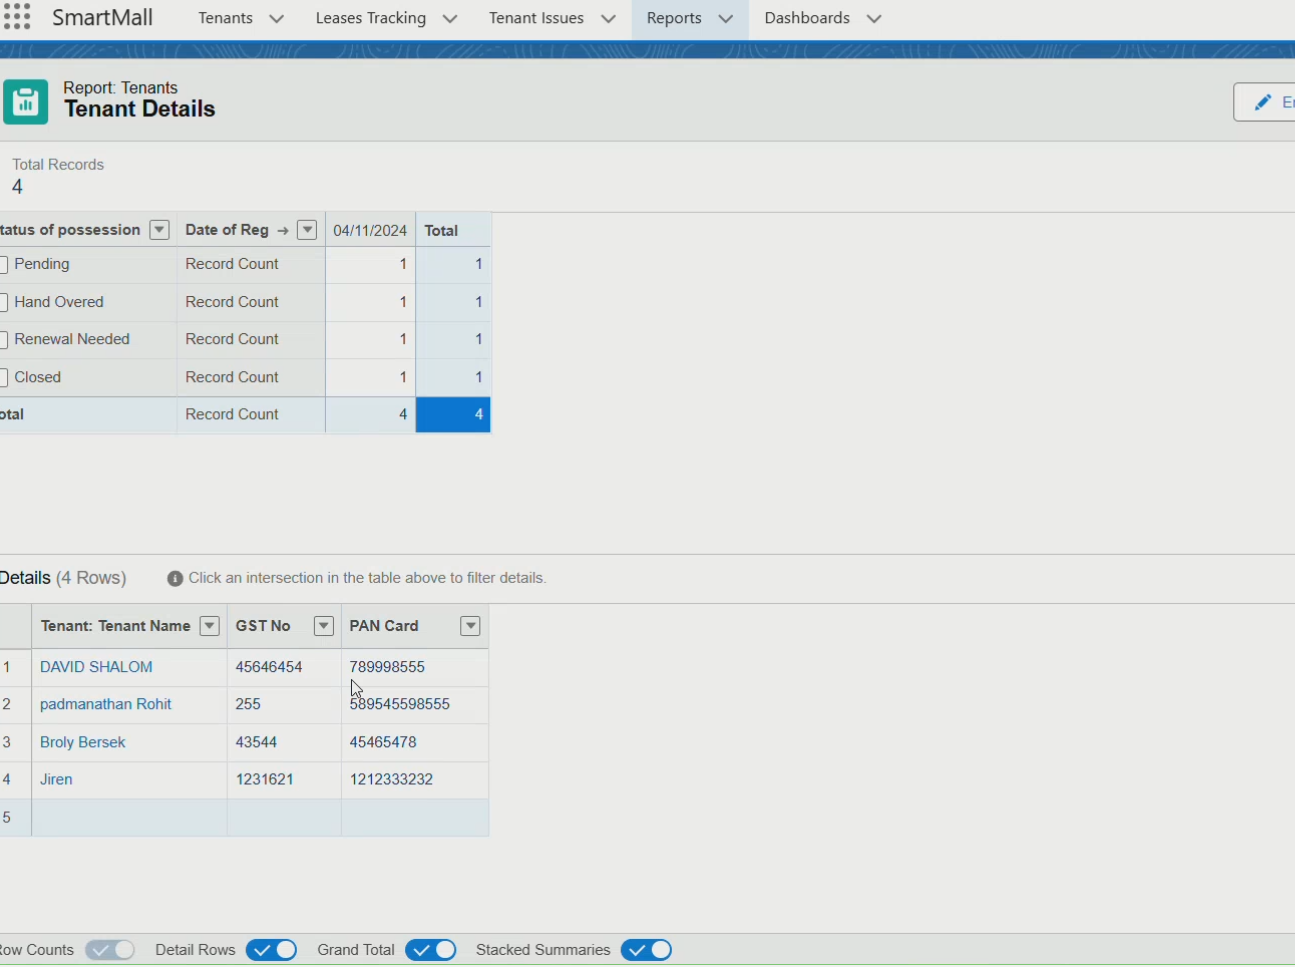 SmartMall Tenants Leases Tracking Tenant Issues Reports Dashboards
Report: Tenants
Tenant Details
Total Records
4
tatus of possession Date of Reg → 04/11/2024 Total
Pending Record Count 1 1
Hand Overed Record Count 1 1
Renewal Needed Record Count 1 1
Closed Record Count 1 1
otal Record Count 4 4
Details (4 Rows) Click an intersection in the table above to filter details.
Tenant: Tenant Name GST No PAN Card
1 DAVID SHALOM 45646454 789998555
2 padmanathan Rohit 255 589545598555
3 Broly Bersek 43544 45465478
4 Jiren 1231621 1212333232
5
ow Counts Detail Rows Grand Total Stacked Summaries